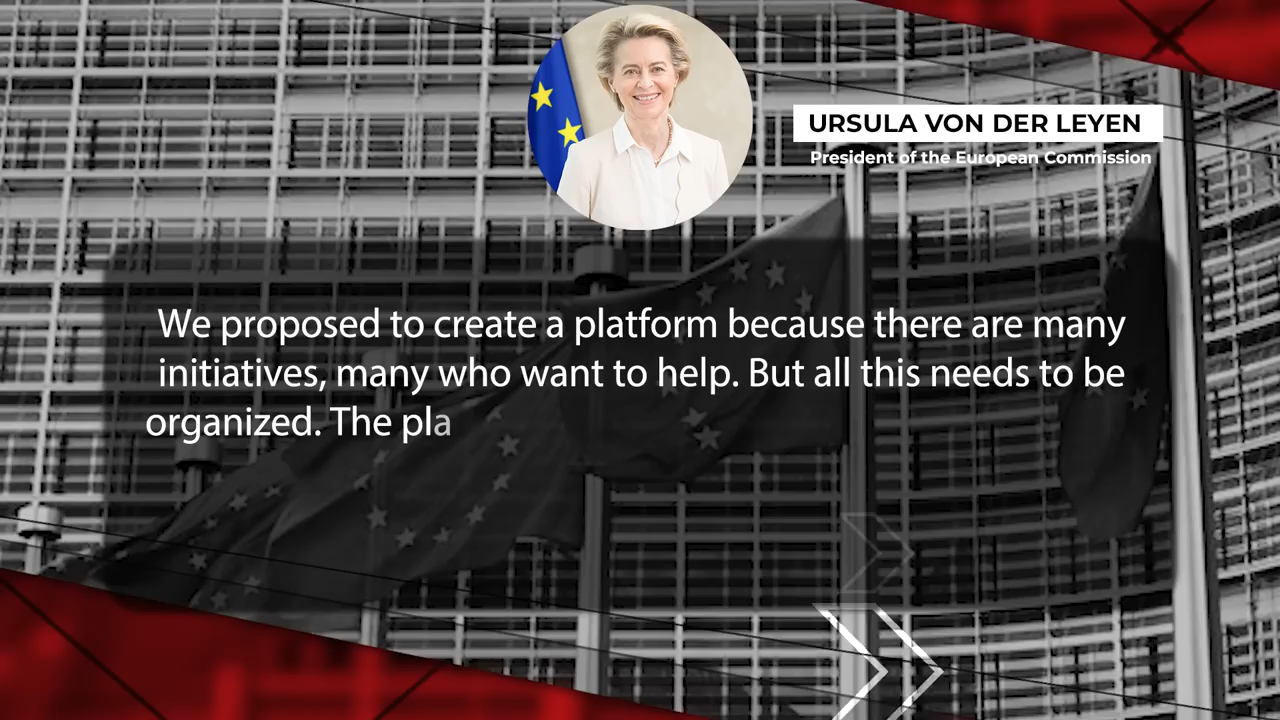 URSULA VON DER LEYEN
President of the European Commission
We proposed to create a platform because there are many
initiatives, many who want to help. But all this needs to be
organized. The pla